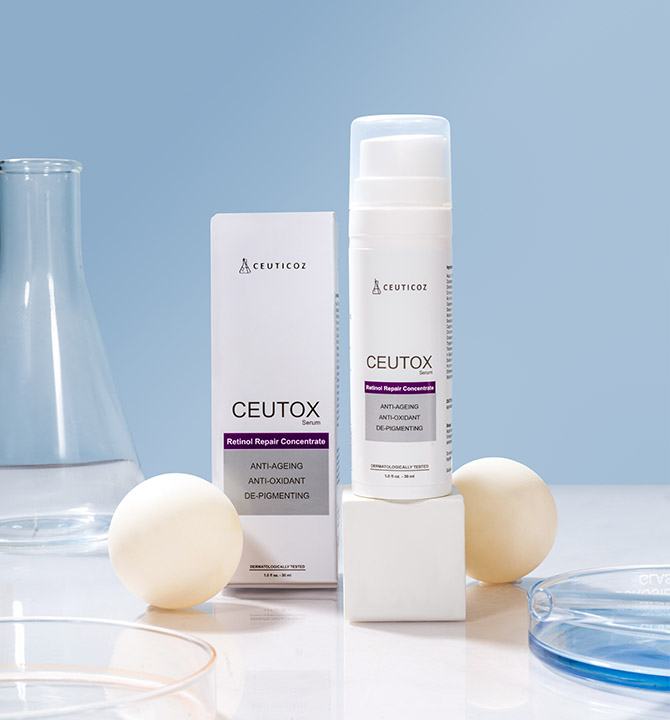 CEUTICOZ
CEUTOX
Serum
Retinol Repair Concentrate
ANTI-AGEING
ANTI-OXIDANT
DE-PIGMENTING
DERMATOLOGICALLY TESTED
1.0 fl oz. - 30 ml
CEUTICOZ
CEUTOX
Serum
Retinol Repair Concentrate
ANTI-AGEING
ANTI-OXIDANT
DE-PIGMENTING
DERMATOLOGICALLY TESTED
1.0 fl oz. - 30 ml